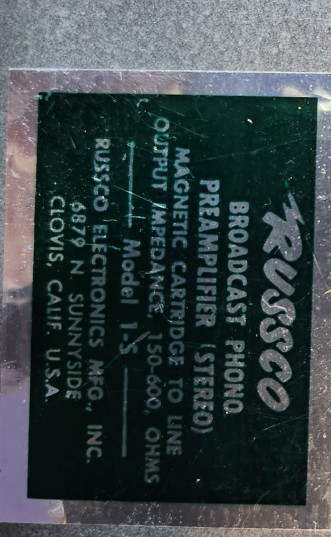 RUSSCO
BROADCAST PHONO
PREAMPLIFIER (STEREO)
MAGNETIC CARTRIDGE TO LINE
OUTPUT IMPEDANCE, 150-600, OHMS
Model 1-S
RUSSCO ELECTRONICS MFG., INC.
6879 N. SUNNYSIDE
CLOVIS, CALIF. U.S.A.